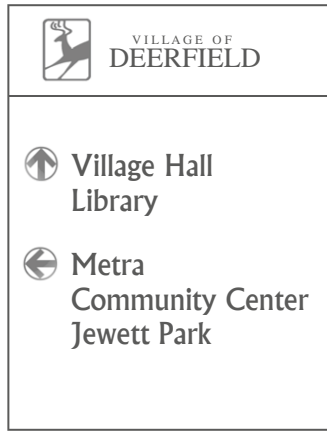 VILLAGE OF
DEERFIELD
Village Hall
Library
Metra
Community Center
Jewett Park